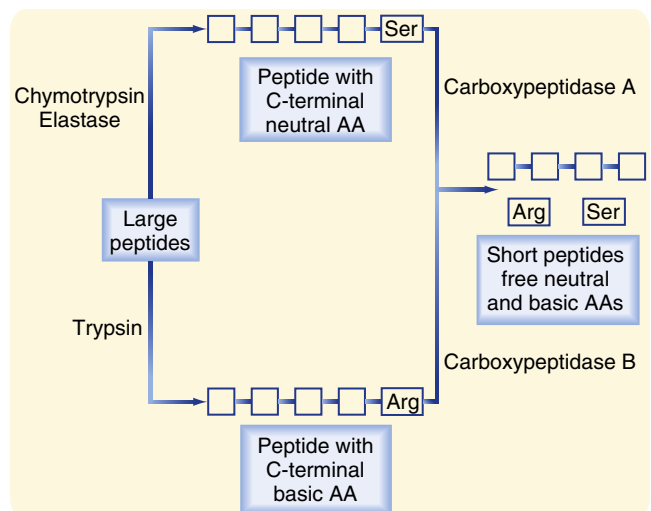 Ser
Peptide with
C-terminal
neutral AA
Chymotrypsin
Elastase
Carboxypeptidase A
Large
peptides
Arg
Ser
Short peptides
free neutral
and basic AAs
Trypsin
Carboxypeptidase B
Arg
Peptide with
C-terminal
basic AA